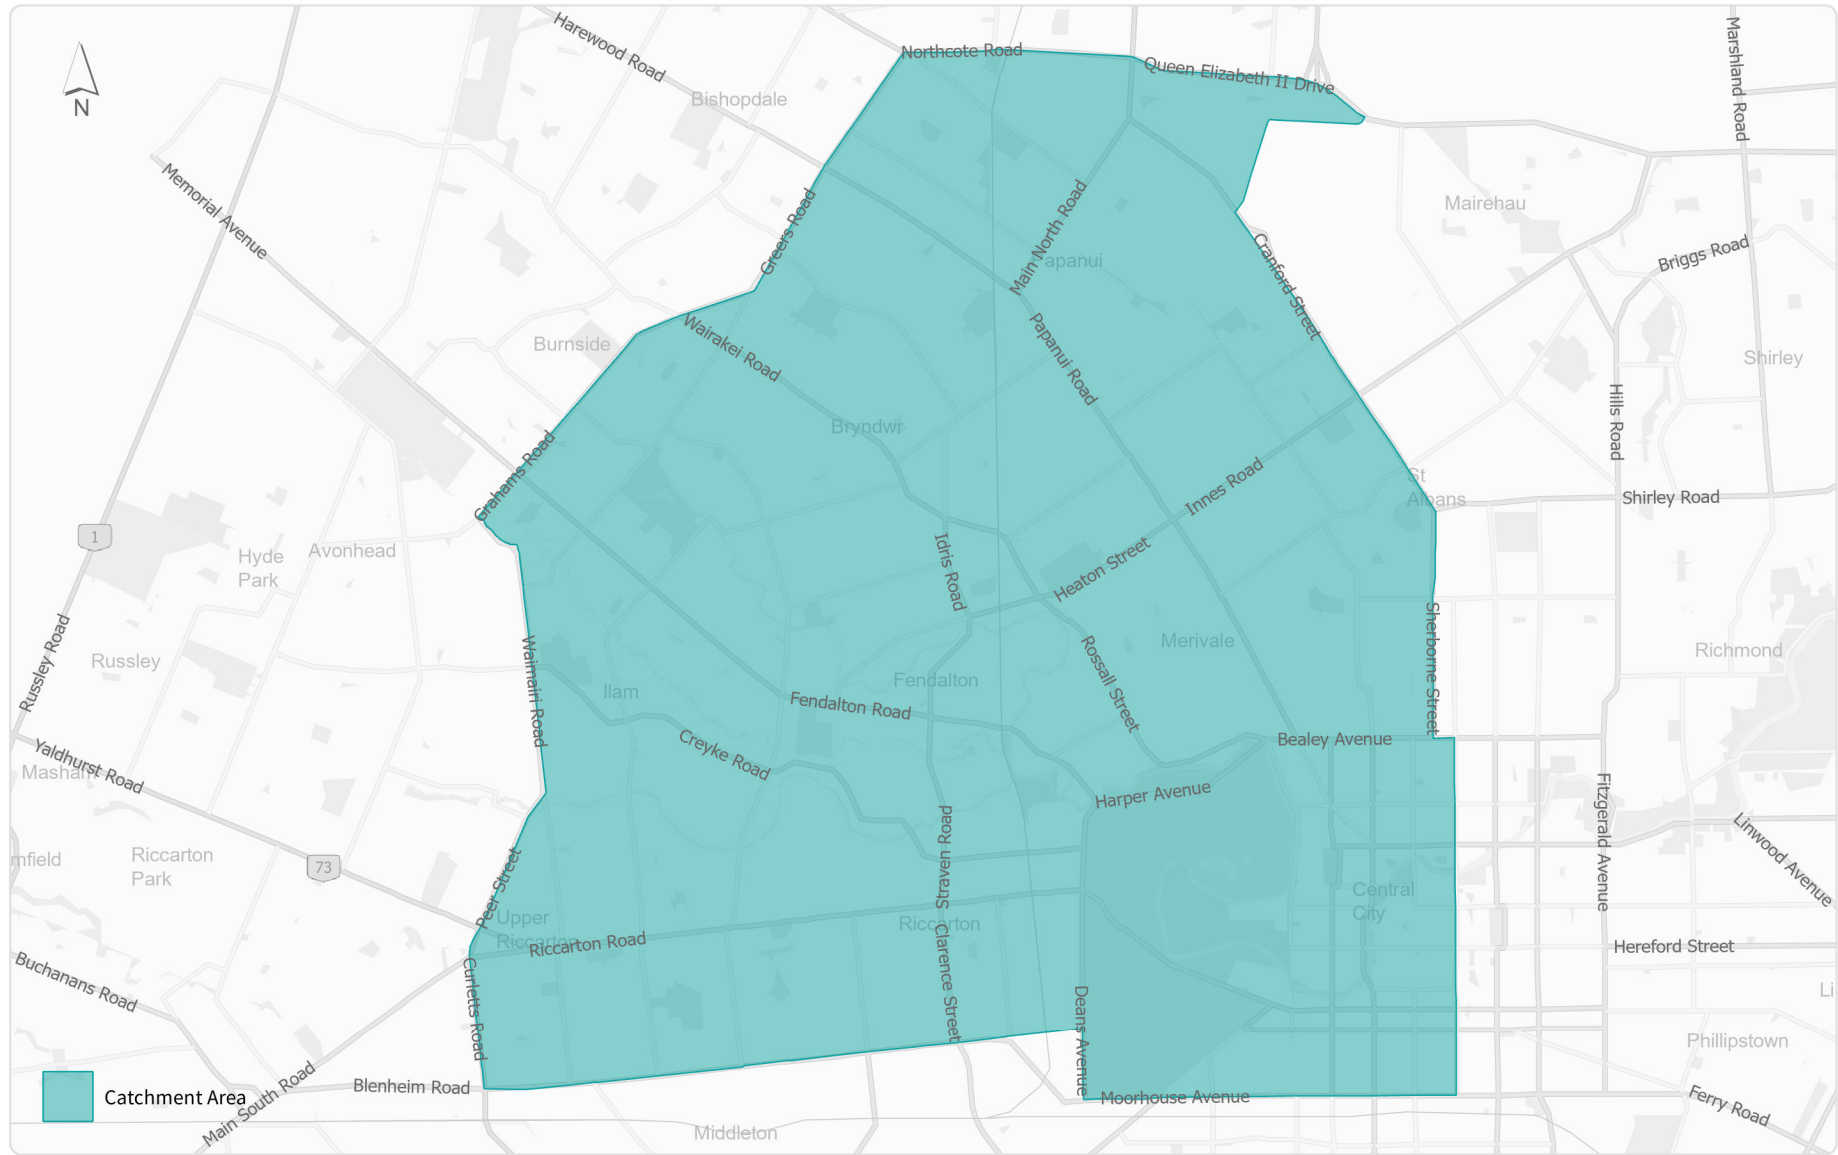 Harewood Road
Northcote Road
Queen Elizabeth II Drive
Marshland Road
N
Bishopdale
Memorial Avenue
Greers Road
Main North Road
Papanui
Mairehau
Cranford Street
Briggs Road
Burnside
Wairakei Road
Papanui Road
Shirley
Bryndwr
Hills Road
Grahams Road
Innes Road
St
Albans
Shirley Road
1
Hyde
Park
Avonhead
Idris Road
Heaton Street
Russley Road
Russley
Waimairi Road
Ilam
Fendalton
Rossall Street
Merivale
Sherborne Street
Richmond
Fendalton Road
Yaldhurst Road
Masham
Creyke Road
Bealey Avenue
Harper Avenue
Fitzgerald Avenue
Linwood Avenue
mfield
Riccarton
Park
73
Peer Street
Straven Road
Central
City
Upper
Riccarton
Riccarton Road
Riccarton
Clarence Street
Hereford Street
Buchanans Road
Curletts Road
Deans Avenue
Li
Phillipstown
Main South Road
Blenheim Road
Moorhouse Avenue
Ferry Road
Catchment Area
Middleton